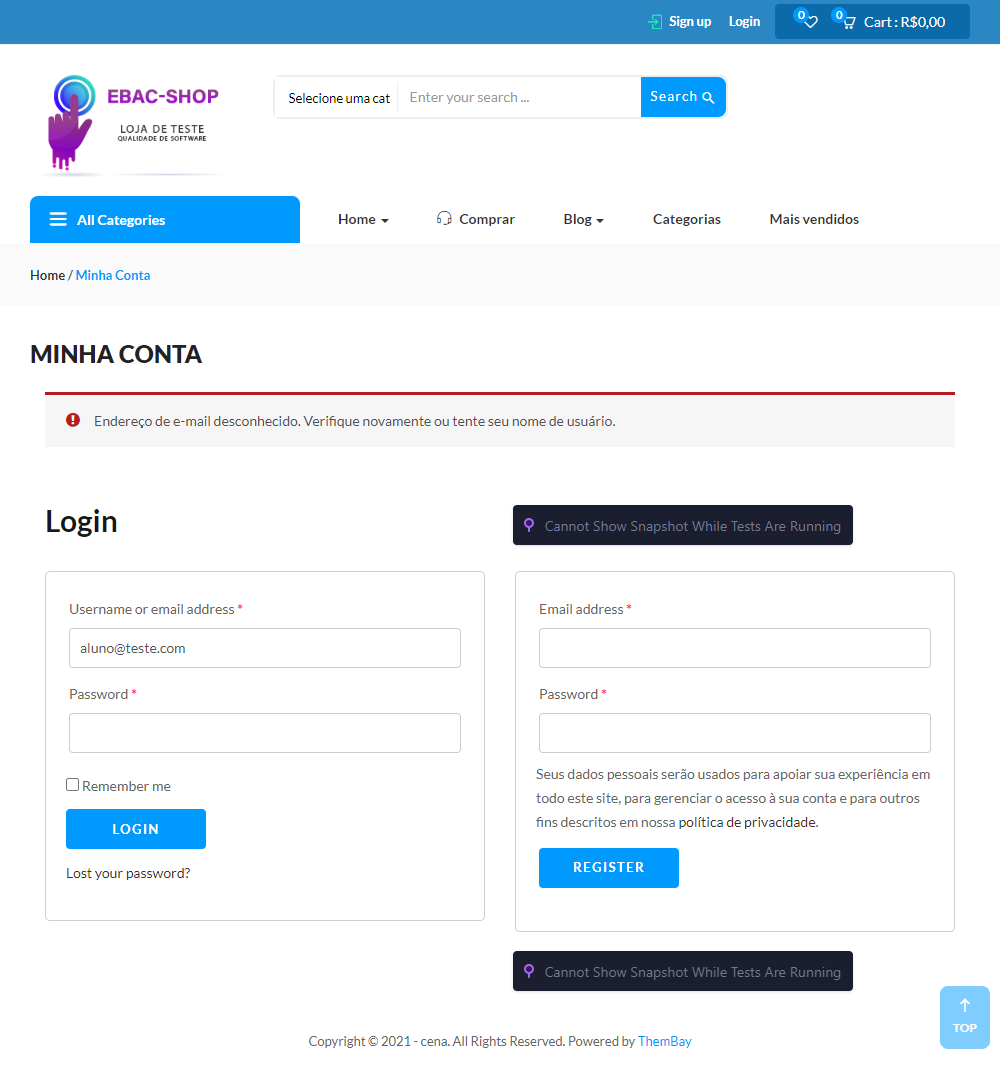 Sign up
Login
0
0
Cart : R$0,00
EBAC-SHOP
LOJA DE TESTE
QUALIDADE DE SOFTWARE
Selecione uma cat
Enter your search ...
Search
All Categories
Home
Comprar
Blog
Categorias
Mais vendidos
Home / Minha Conta
MINHA CONTA
Endereço de e-mail desconhecido. Verifique novamente ou tente seu nome de usuário.
Login
Cannot Show Snapshot While Tests Are Running
Username or email address *
aluno@teste.com
Password *
Remember me
LOGIN
Lost your password?
Email address *
Password *
Seus dados pessoais serão usados para apoiar sua experiência em
todo este site, para gerenciar o acesso à sua conta e para outros
fins descritos em nossa política de privacidade.
REGISTER
Cannot Show Snapshot While Tests Are Running
TOP
Copyright © 2021 - cena. All Rights Reserved. Powered by ThemBay